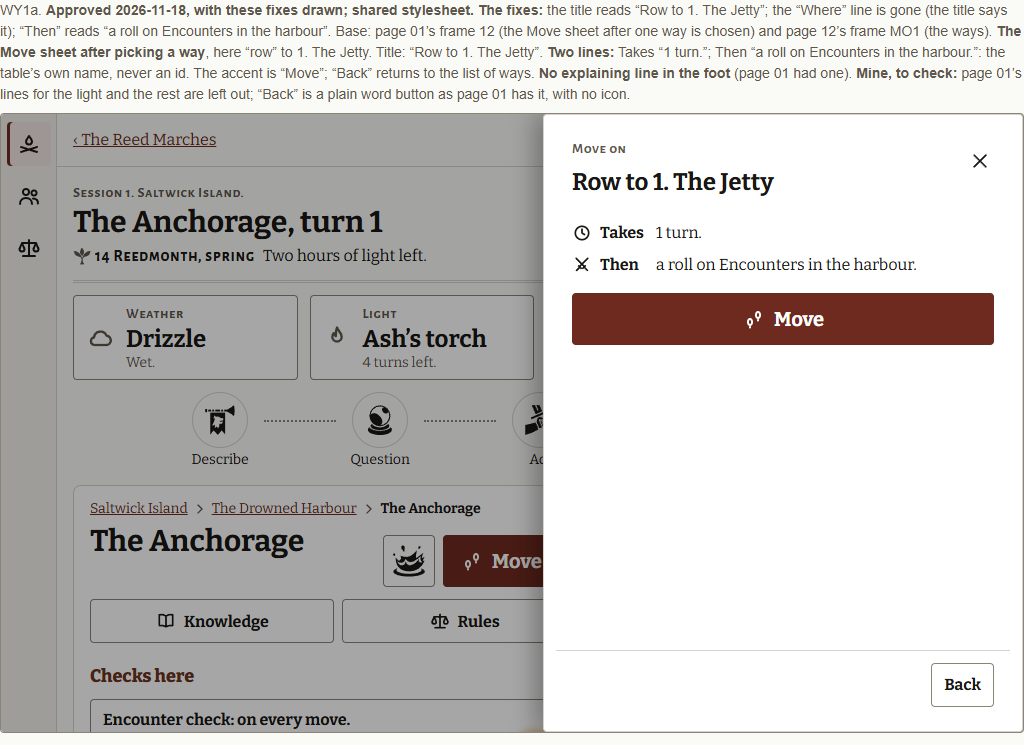 WY1a. Approved 2026-11-18, with these fixes drawn; shared stylesheet. The fixes: the title reads “Row to 1. The Jetty”; the “Where” line is gone (the title says
it); “Then” reads “a roll on Encounters in the harbour”. Base: page 01’s frame 12 (the Move sheet after one way is chosen) and page 12’s frame MO1 (the ways). The
Move sheet after picking a way, here “row” to 1. The Jetty. Title: “Row to 1. The Jetty”. Two lines: Takes “1 turn.”; Then “a roll on Encounters in the harbour.”: the
table’s own name, never an id. The accent is “Move”; “Back” returns to the list of ways. No explaining line in the foot (page 01 had one). Mine, to check: page 01’s
lines for the light and the rest are left out; “Back” is a plain word button as page 01 has it, with no icon.
‹ The Reed Marches
Session 1. Saltwick Island.
The Anchorage, turn 1
14 Reedmonth, spring Two hours of light left.
Weather
Drizzle
Wet.
Light
Ash’s torch
4 turns left.
Describe
Question
Ac
Saltwick Island > The Drowned Harbour > The Anchorage
The Anchorage
Move
Knowledge
Rules
Checks here
Encounter check: on every move.
Move on
Row to 1. The Jetty
Takes 1 turn.
Then a roll on Encounters in the harbour.
Move
Back